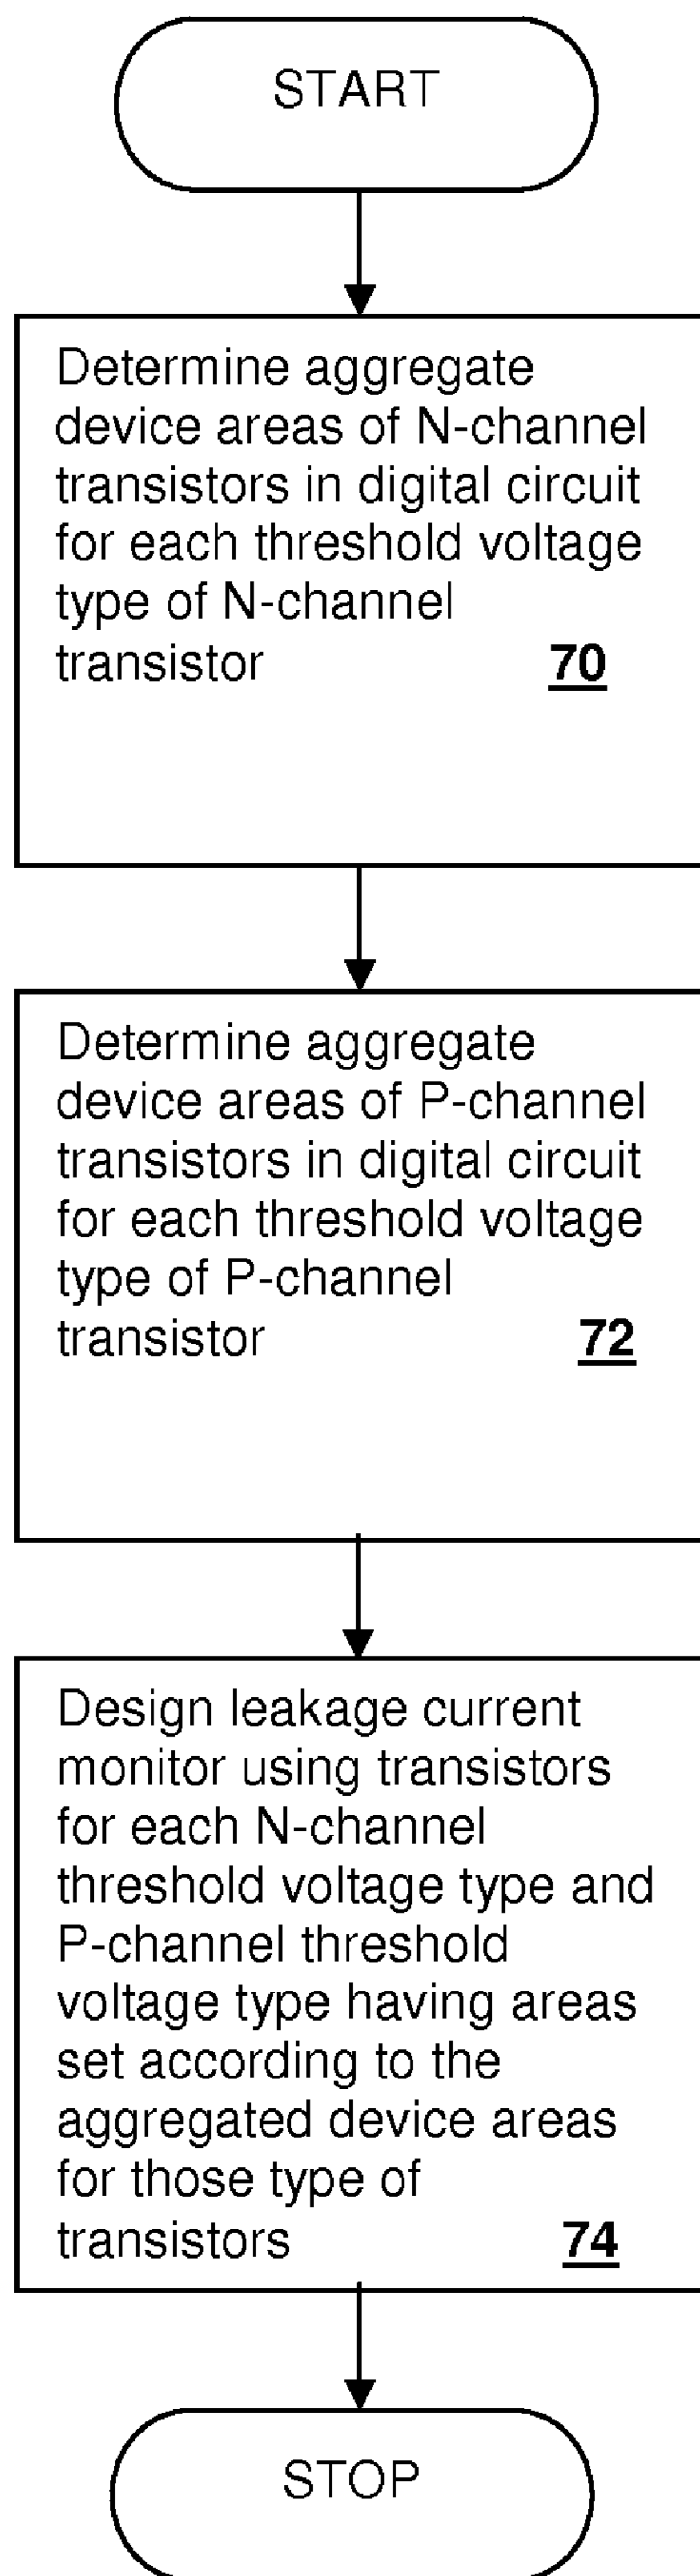 START
Determine aggregate
device areas of N-channel
transistors in digital circuit
for each threshold voltage
type of N-channel
transistor 70
Determine aggregate
device areas of P-channel
transistors in digital circuit
for each threshold voltage
type of P-channel
transistor 72
Design leakage current
monitor using transistors
for each N-channel
threshold voltage type and
P-channel threshold
voltage type having areas
set according to the
aggregated device areas
for those type of
transistors 74
STOP